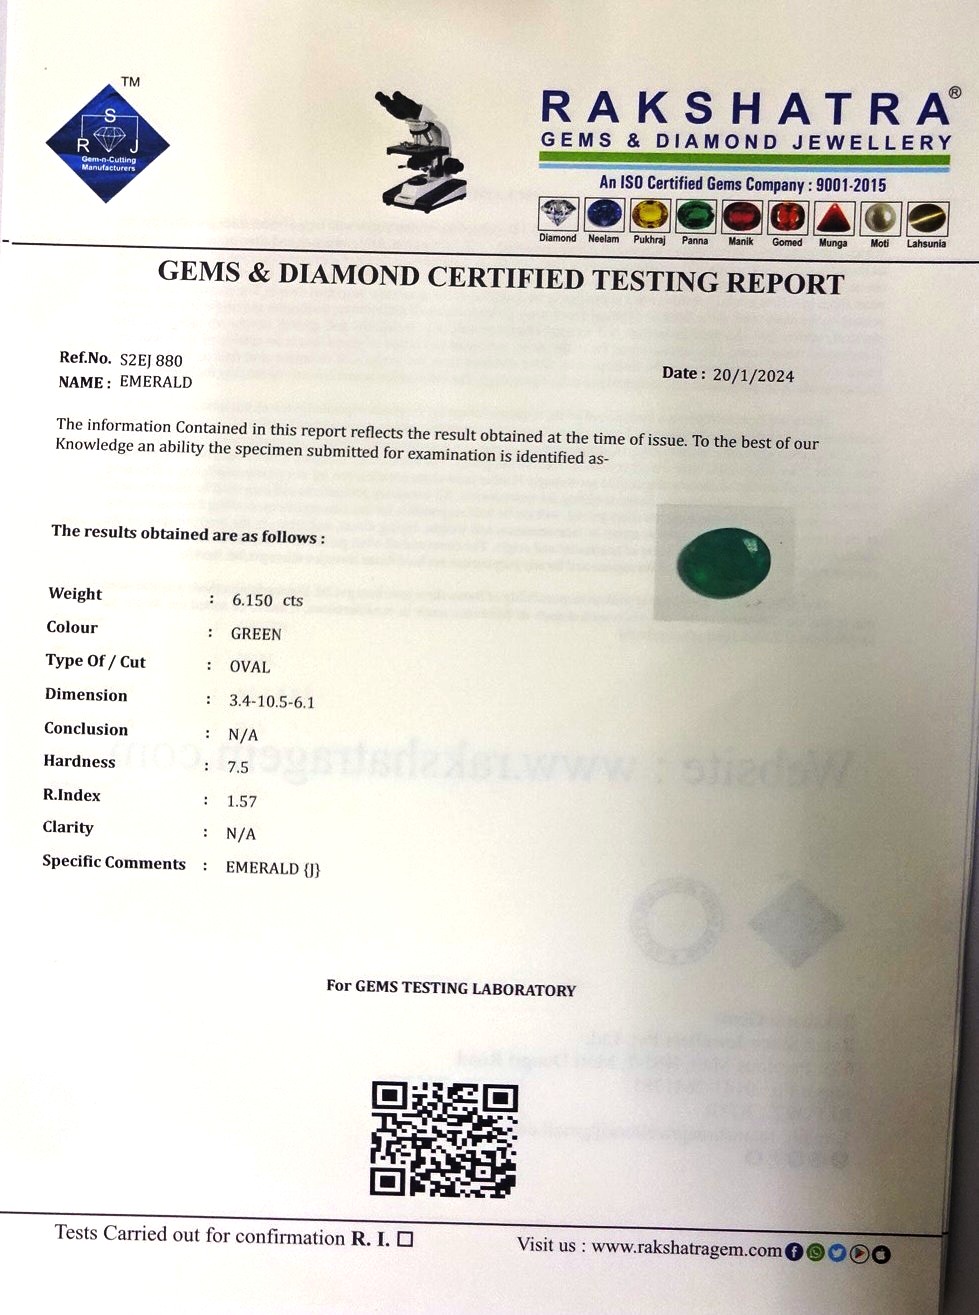 TM
S
R J
Gem-n-Cutting
Manufacturers
RAKSHATRA®
GEMS & DIAMOND JEWELLERY
An ISO Certified Gems Company : 9001-2015
Diamond Neelam Pukhraj Panna Manik Gomed Munga Moti Lahsunia
GEMS & DIAMOND CERTIFIED TESTING REPORT
Ref.No. S2EJ 880
NAME : EMERALD
Date : 20/1/2024
The information Contained in this report reflects the result obtained at the time of issue. To the best of our
Knowledge an ability the specimen submitted for examination is identified as-
The results obtained are as follows :
Weight : 6.150 cts
Colour : GREEN
Type Of / Cut : OVAL
Dimension : 3.4-10.5-6.1
Conclusion : N/A
Hardness : 7.5
R.Index : 1.57
Clarity : N/A
Specific Comments : EMERALD {J}
Website : www.rakshatragem.com
For GEMS TESTING LABORATORY
Tests Carried out for confirmation R. I. ☐
Visit us : www.rakshatragem.com